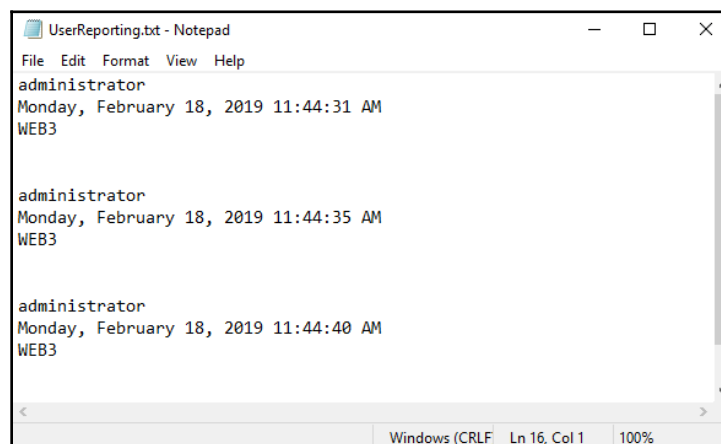 UserReporting.txt - Notepad
File Edit Format View Help
administrator
Monday, February 18, 2019 11:44:31 AM
WEB3
administrator
Monday, February 18, 2019 11:44:35 AM
WEB3
administrator
Monday, February 18, 2019 11:44:40 AM
WEB3
Windows (CRLF Ln 16, Col 1 100%